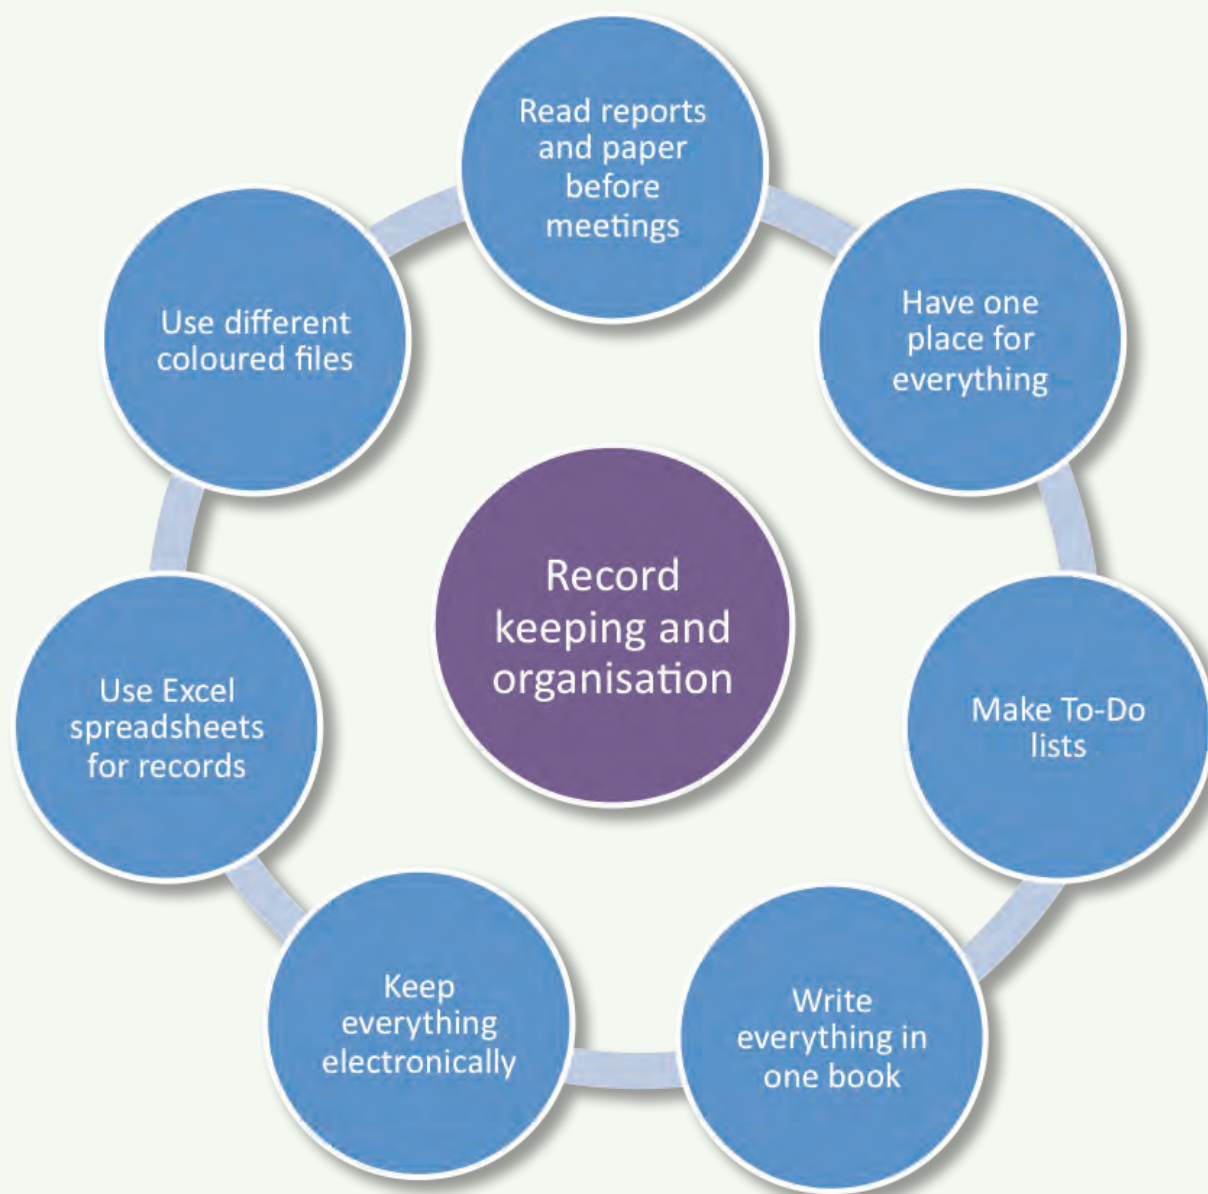 Read reports
and paper
before
meetings
Have one
place for
everything
Make To-Do
lists
Write
everything in
one book
Keep
everything
electronically
Use Excel
spreadsheets
for records
Use different
coloured files
Record
keeping and
organisation